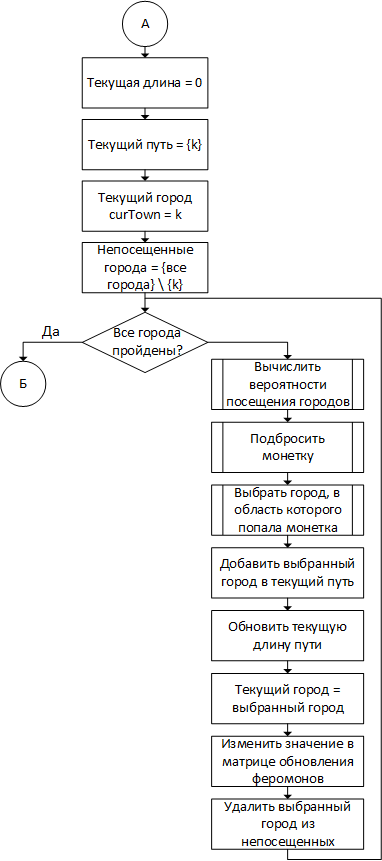 А
Текущая длина = 0
Текущий путь = {k}
Текущий город
curTown = k
Непосещенные
города = {все
города} \ {k}
Да
Все города
пройдены?
Б
Вычислить
вероятности
посещения городов
Подбросить
монетку
Выбрать город, в
область которого
попала монетка
Добавить выбранный
город в текущий путь
Обновить текущую
длину пути
Текущий город =
выбранный город
Изменить значение в
матрице обновления
феромонов
Удалить выбранный
город из
непосещенных